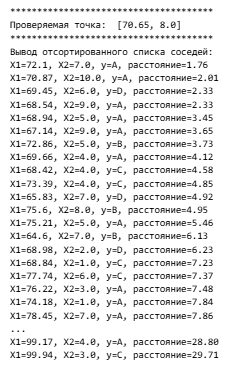 **************************************
Проверяемая точка:  [70.65, 8.0]
**************************************
Вывод отсортированного списка соседей:
X1=72.1, X2=7.0, y=A, расстояние=1.76
X1=70.87, X2=10.0, y=A, расстояние=2.01
X1=69.45, X2=6.0, y=D, расстояние=2.33
X1=68.54, X2=9.0, y=A, расстояние=2.33
X1=68.94, X2=5.0, y=A, расстояние=3.45
X1=67.14, X2=9.0, y=A, расстояние=3.65
X1=72.86, X2=5.0, y=B, расстояние=3.73
X1=69.66, X2=4.0, y=A, расстояние=4.12
X1=68.42, X2=4.0, y=C, расстояние=4.58
X1=73.39, X2=4.0, y=C, расстояние=4.85
X1=65.83, X2=7.0, y=D, расстояние=4.92
X1=75.6, X2=8.0, y=B, расстояние=4.95
X1=75.21, X2=5.0, y=A, расстояние=5.46
X1=64.6, X2=7.0, y=B, расстояние=6.13
X1=68.98, X2=2.0, y=D, расстояние=6.23
X1=68.84, X2=1.0, y=C, расстояние=7.23
X1=77.74, X2=6.0, y=C, расстояние=7.37
X1=76.22, X2=3.0, y=A, расстояние=7.48
X1=74.18, X2=1.0, y=A, расстояние=7.84
X1=78.45, X2=7.0, y=A, расстояние=7.86
...
X1=99.17, X2=4.0, y=A, расстояние=28.80
X1=99.94, X2=3.0, y=C, расстояние=29.71